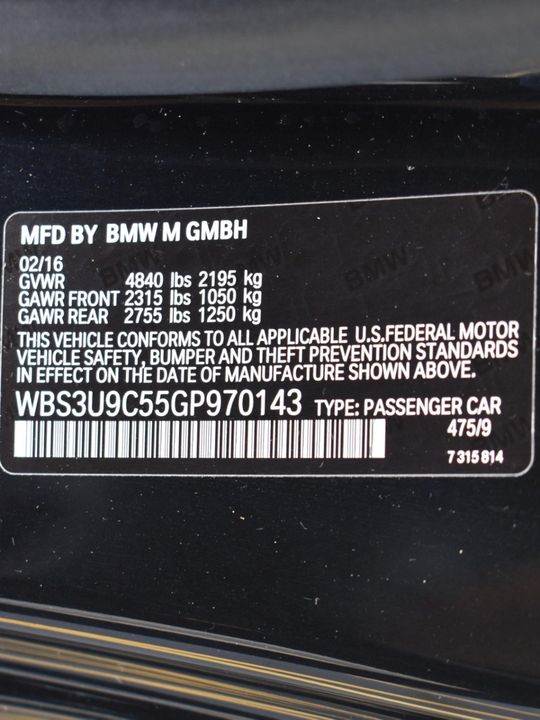 MFD BY BMW M GMBH
02/16
GVWR 4840 lbs 2195 kg
GAWR FRONT 2315 lbs 1050 kg
GAWR REAR 2755 lbs 1250 kg
THIS VEHICLE CONFORMS TO ALL APPLICABLE U.S.FEDERAL MOTOR
VEHICLE SAFETY, BUMPER AND THEFT PREVENTION STANDARDS
IN EFFECT ON THE DATE OF MANUFACTURE SHOWN ABOVE.
WBS3U9C55GP970143 TYPE: PASSENGER CAR
475/9
7 315 814